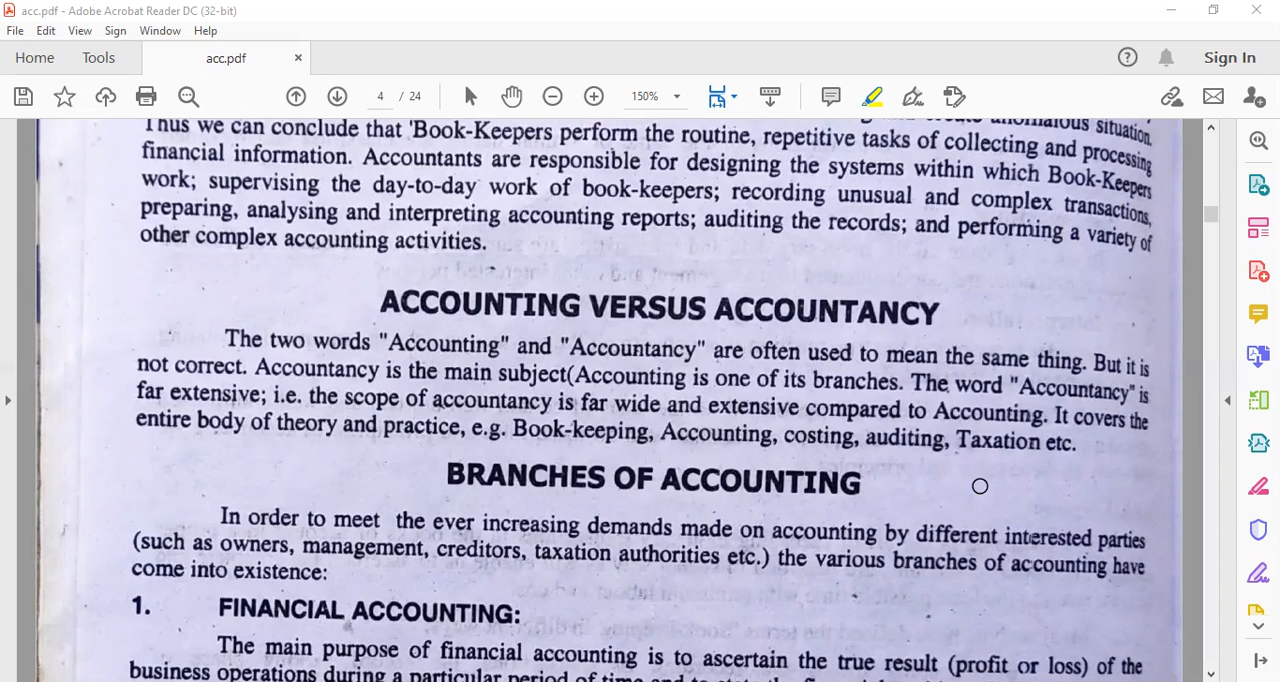 acc.pdf - Adobe Acrobat Reader DC (32-bit)
File Edit View Sign Window Help
Home Tools acc.pdf × Sign In
4 / 24 150%
situation,
Thus we can conclude that 'Book-Keepers perform the routine, repetitive tasks of collecting and processing
financial information. Accountants are responsible for designing the systems within which Book-Keepers
work; supervising the day-to-day work of book-keepers; recording unusual and complex transactions,
preparing, analysing and interpreting accounting reports; auditing the records; and performing a variety of
other complex accounting activities.
ACCOUNTING VERSUS ACCOUNTANCY
The two words "Accounting" and "Accountancy" are often used to mean the same thing. But it is
not correct. Accountancy is the main subject(Accounting is one of its branches. The word "Accountancy" is
far extensive; i.e. the scope of accountancy is far wide and extensive compared to Accounting. It covers the
entire body of theory and practice, e.g. Book-keeping, Accounting, costing, auditing, Taxation etc.
BRANCHES OF ACCOUNTING
In order to meet the ever increasing demands made on accounting by different interested parties
(such as owners, management, creditors, taxation authorities etc.) the various branches of accounting have
come into existence:
1. FINANCIAL ACCOUNTING:
The main purpose of financial accounting is to ascertain the true result (profit or loss) of the
business operations during a particular period of time and to